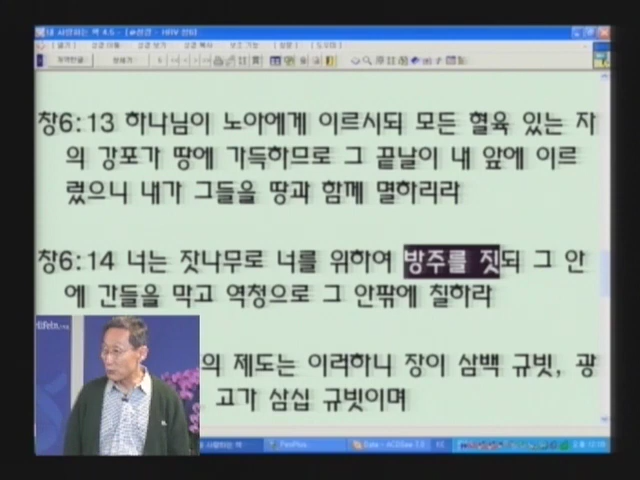 창6:13 하나님이 노아에게 이르시되 모든 혈육 있는 자
의 강포가 땅에 가득하므로 그 끝날이 내 앞에 이르
렀으니 내가 그들을 땅과 함께 멸하리라
창6:14 너는 잣나무로 너를 위하여 방주를 짓되 그 안
에 간들을 막고 역청으로 그 안팎에 칠하라
의 제도는 이러하니 장이 삼백 규빗, 광
고가 삼십 규빗이며